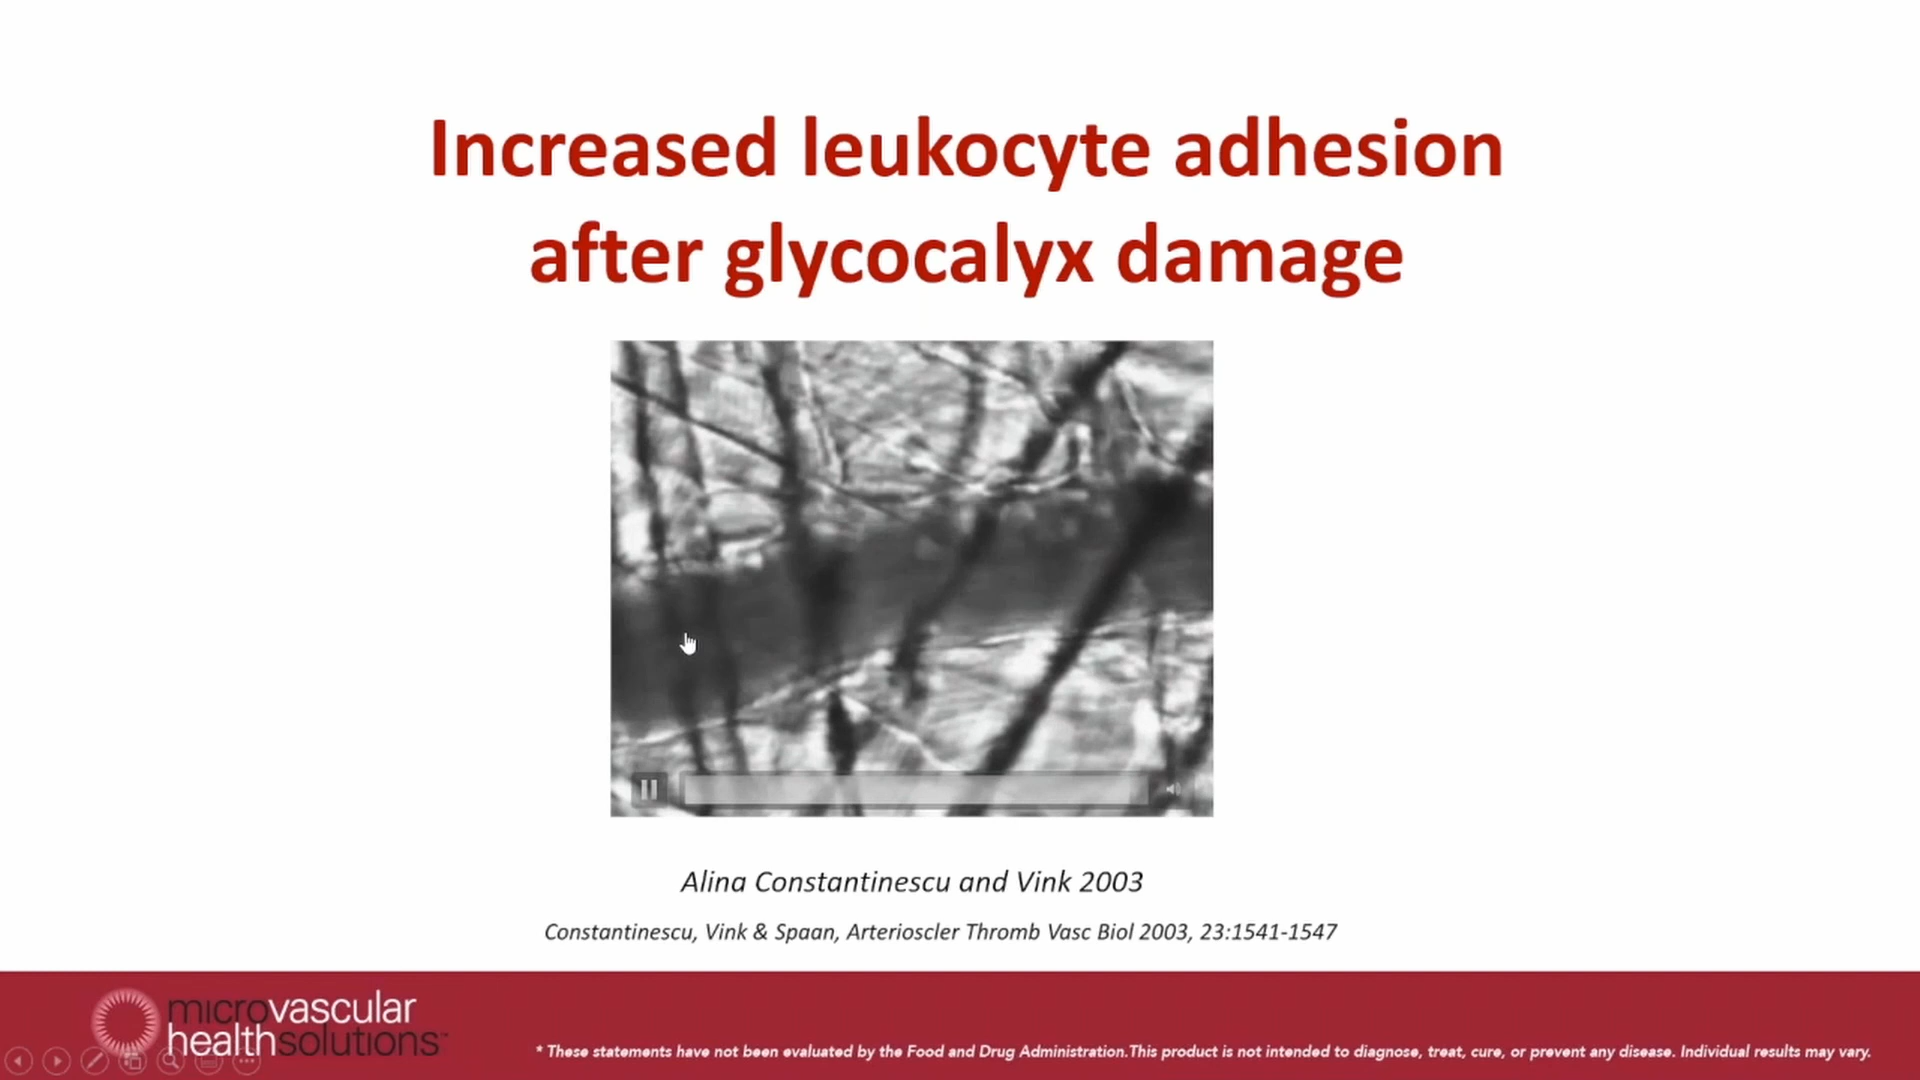 Increased leukocyte adhesion
after glycocalyx damage
Alina Constantinescu and Vink 2003
Constantinescu, Vink & Spaan, Arterioscler Thromb Vasc Biol 2003, 23:1541-1547
microvascular
healthsolutions™
* These statements have not been evaluated by the Food and Drug Administration.This product is not intended to diagnose, treat, cure, or prevent any disease. Individual results may vary.